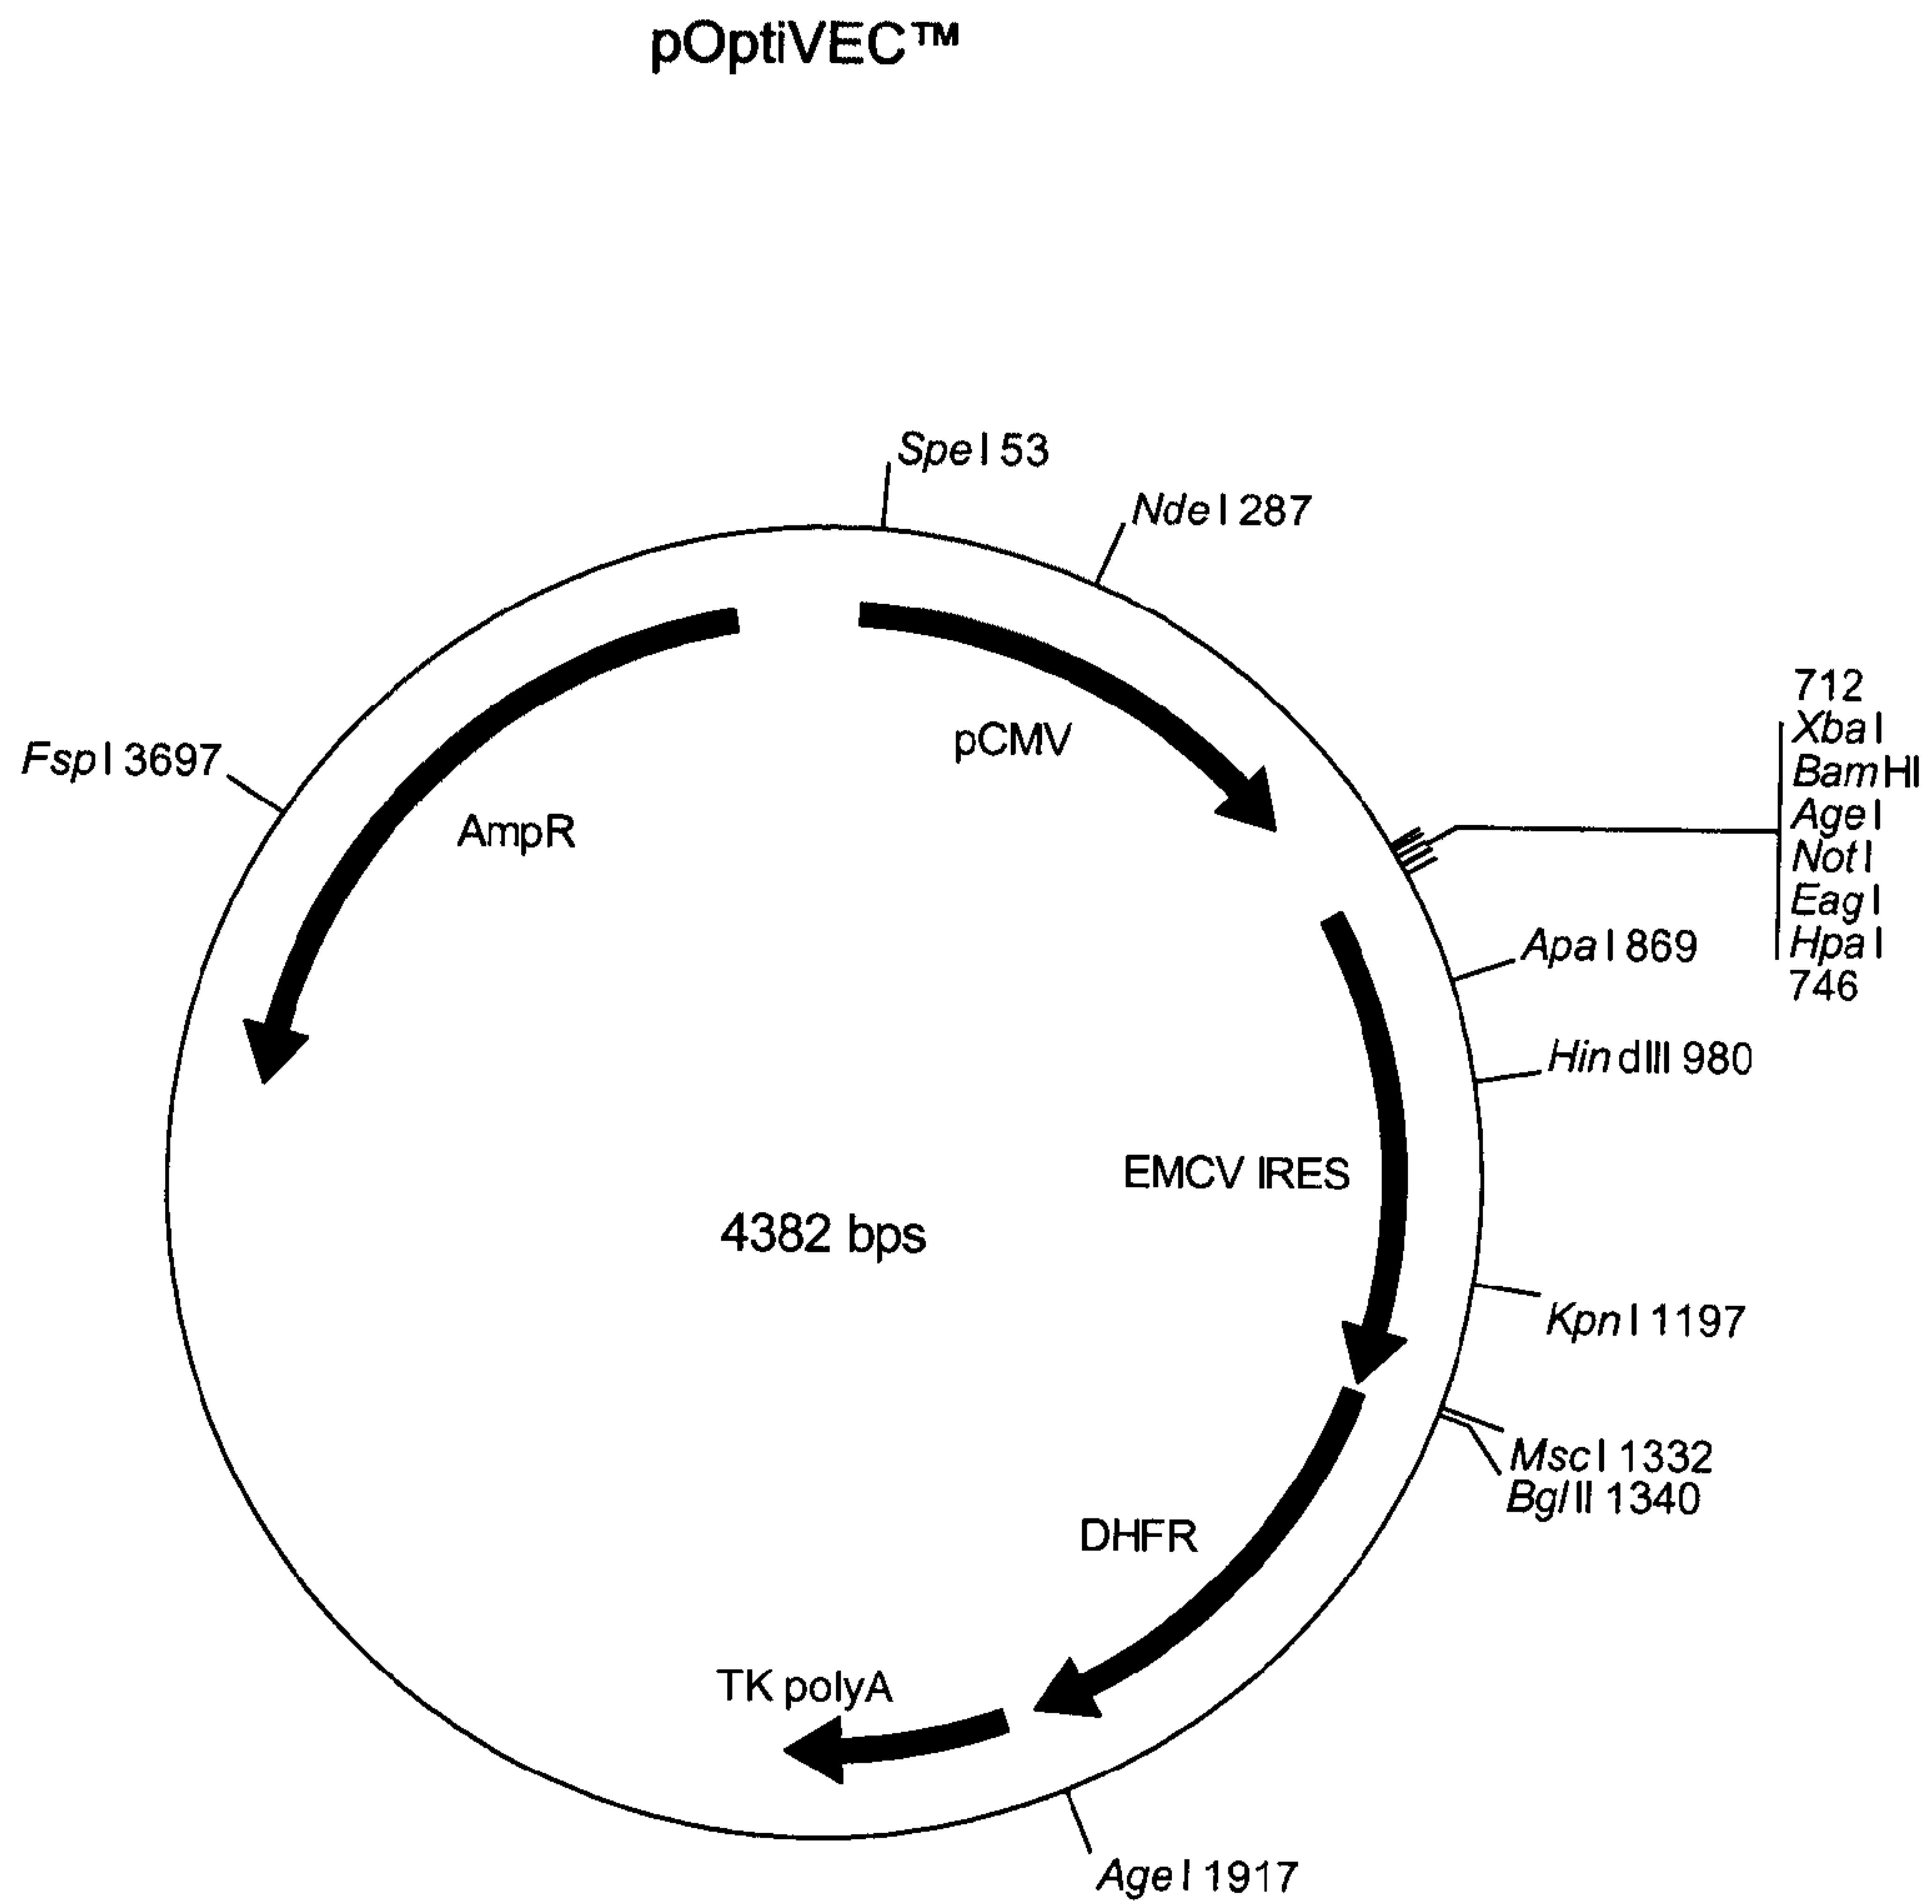 pOptiVEC™
SpeI 53
NdeI 287
712
XbaI
BamHI
AgeI
NotI
EagI
HpaI
746
pCMV
FspI 3697
AmpR
ApaI 869
HindIII 980
EMCV IRES
4382 bps
KpnI 1197
MscI 1332
BglII 1340
DHFR
TK polyA
AgeI 1917